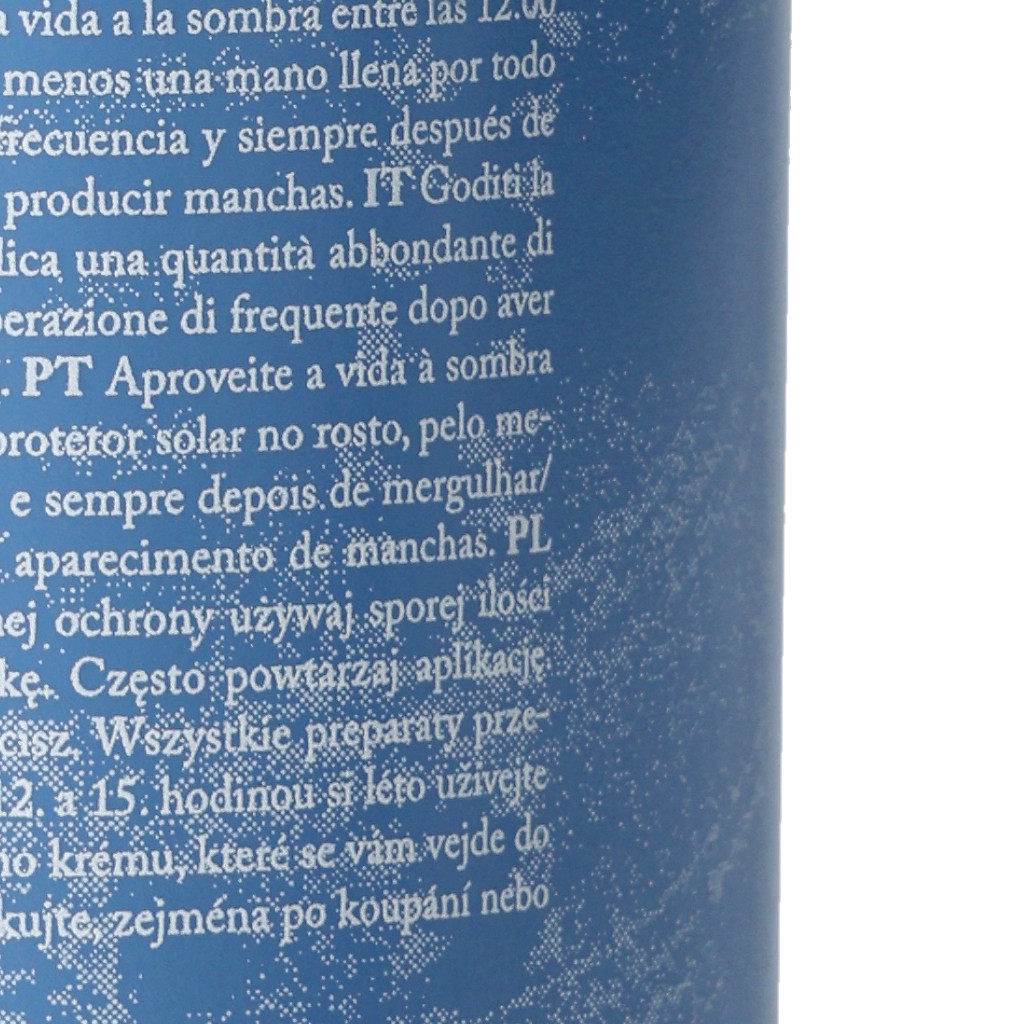 a vida a la sombra entre las 12.00
menos una mano llena por todo
frecuencia y siempre después de
producir manchas. IT Goditi la
lica una quantità abbondante di
perazione di frequente dopo aver
. PT Aproveite a vida à sombra
protetor solar no rosto, pelo me-
e sempre depois de mergulhar/
aparecimento de manchas. PL
nej ochrony używaj sporej ilości
kę. Często powtarzaj aplikację,
cisz. Wszystkie preparaty prze-
12. a 15. hodinou si léto užívejte
ho krému, které se vám vejde do
kujte, zejména po koupání nebo